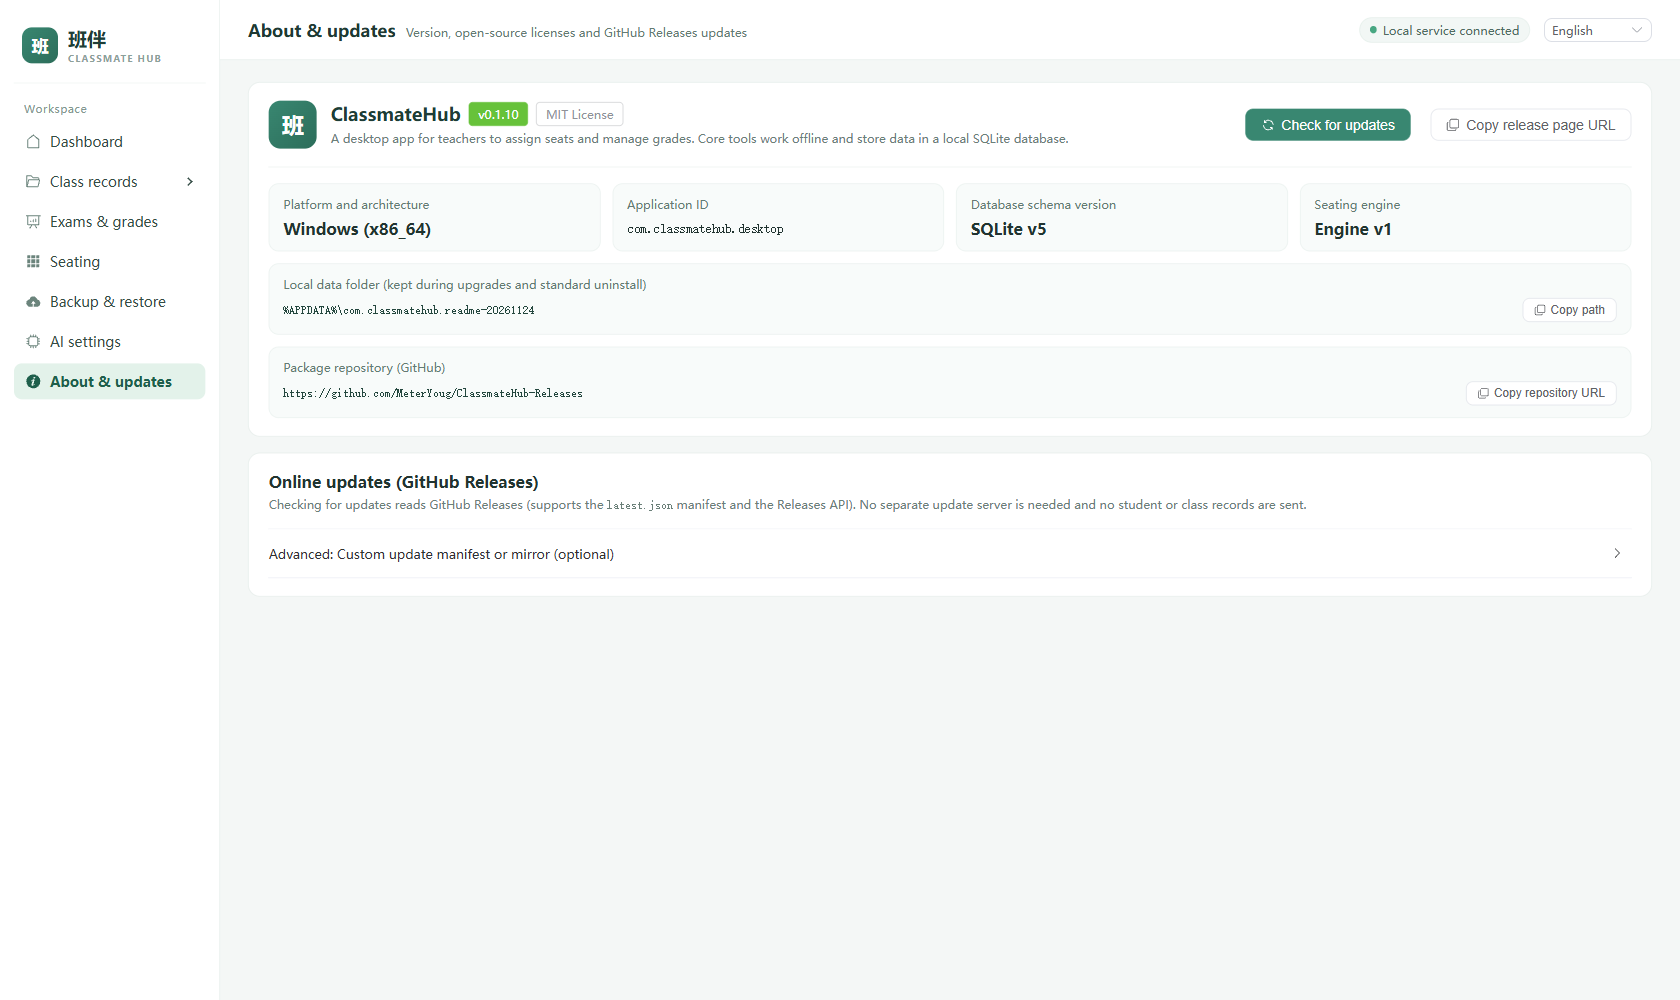 班
班伴
CLASSMATE HUB
Workspace
Dashboard
Class records
Exams & grades
Seating
Backup & restore
AI settings
About & updates
About & updates Version, open-source licenses and GitHub Releases updates
Local service connected
English
班
ClassmateHub v0.1.10 MIT License
A desktop app for teachers to assign seats and manage grades. Core tools work offline and store data in a local SQLite database.
Check for updates
Copy release page URL
Platform and architecture
Windows (x86_64)
Application ID
com.classmatehub.desktop
Database schema version
SQLite v5
Seating engine
Engine v1
Local data folder (kept during upgrades and standard uninstall)
%APPDATA%\com.classmatehub.readme-20261124
Copy path
Package repository (GitHub)
https://github.com/MeterYoug/ClassmateHub-Releases
Copy repository URL
Online updates (GitHub Releases)
Checking for updates reads GitHub Releases (supports the latest.json manifest and the Releases API). No separate update server is needed and no student or class records are sent.
Advanced: Custom update manifest or mirror (optional)